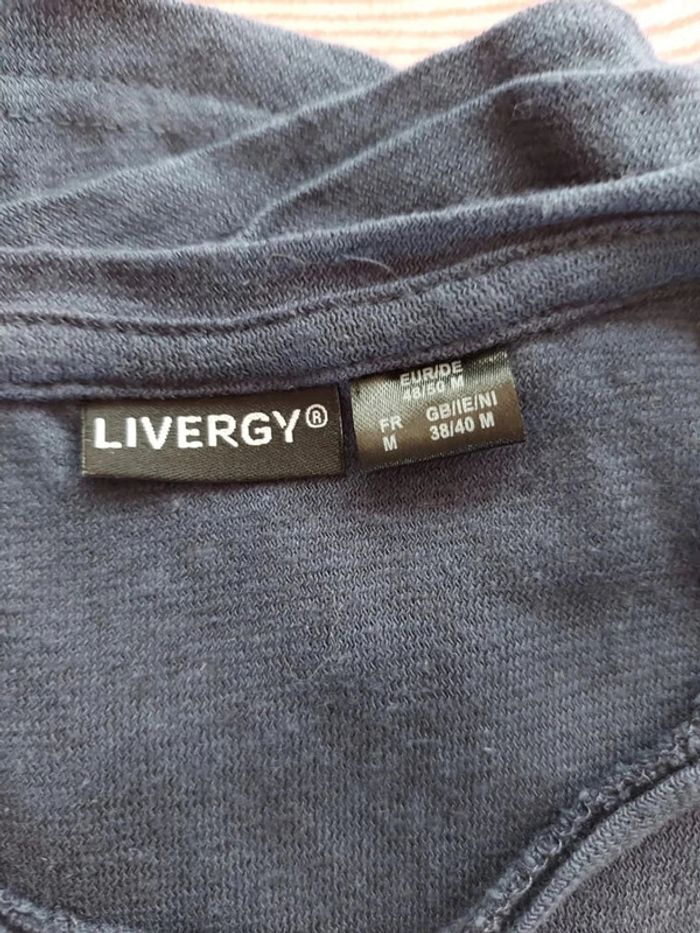 LIVERGY®
EUR/DE
48/50 M
FR
M
GB/IE/NI
38/40 M